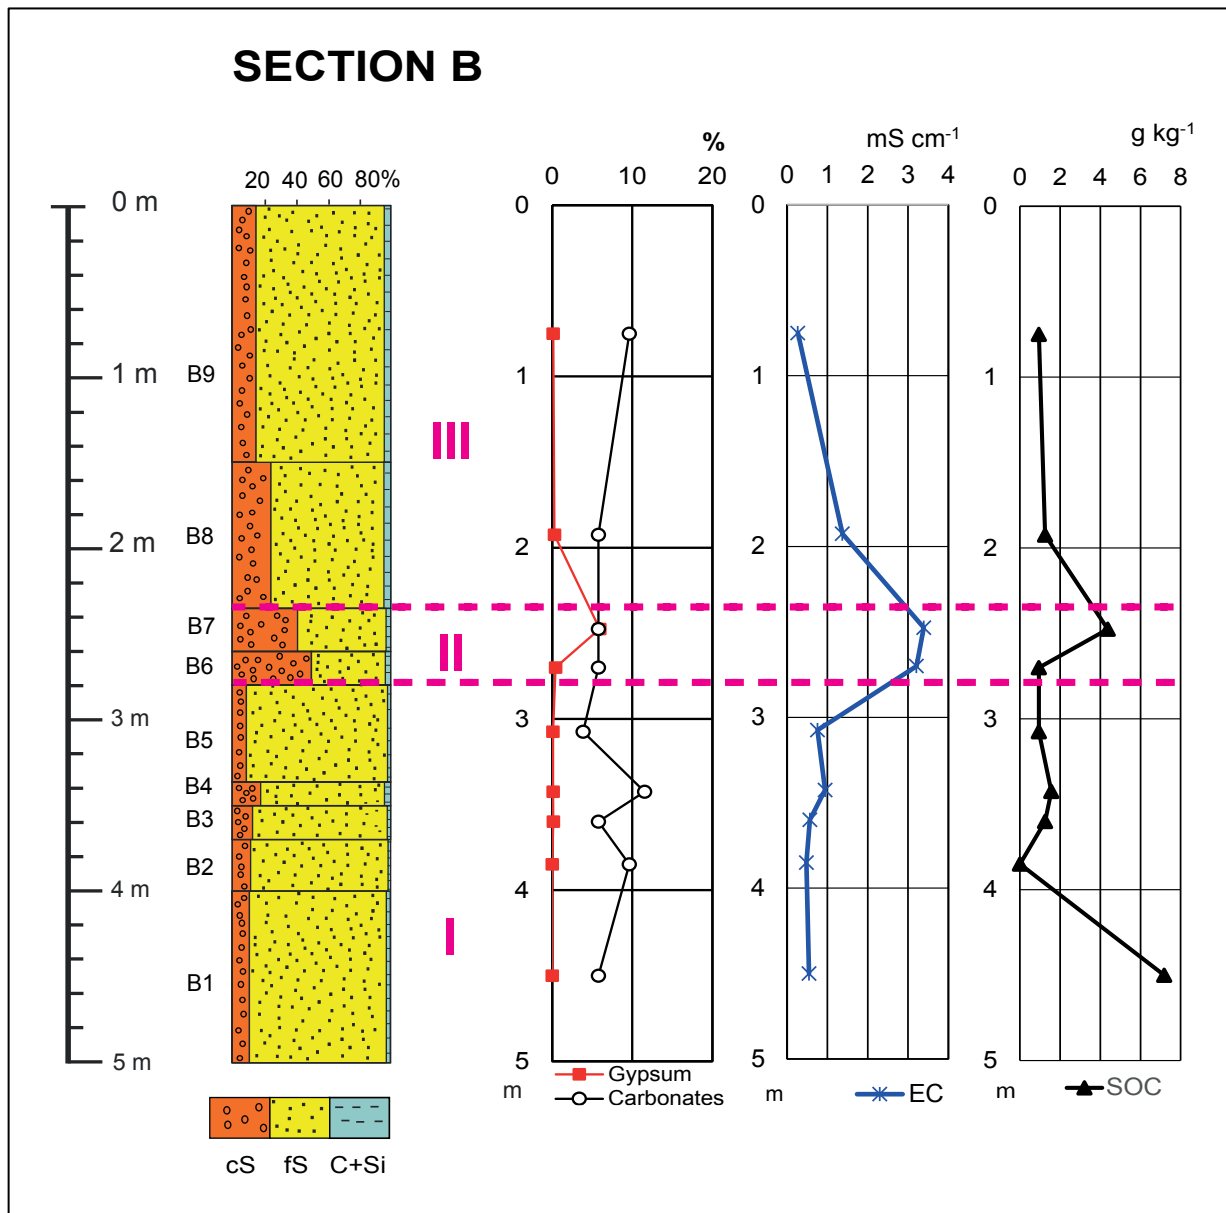 SECTION B
% mS cm-1 g kg-1
20 40 60 80% 0 10 20 0 1 2 3 4 0 2 4 6 8
0 m 0 0 0
1 m B9 1 1 1
III
2 m B8 2 2 2
B7
B6 II
3 m 3 3 3
B5
B4
B3
B2
4 m 4 4 4
I
B1
5 m 5 5 5
m Gypsum m EC m SOC
Carbonates
cS fS C+Si